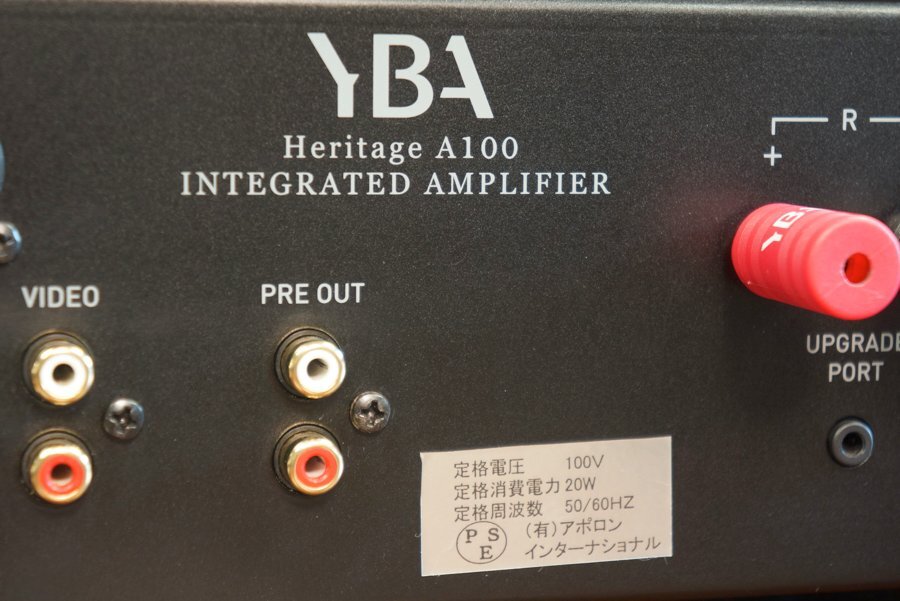 YBA
Heritage A100
INTEGRATED AMPLIFIER
R
+
YBA
VIDEO
PRE OUT
UPGRADE
PORT
定格電圧 100V
定格消費電力 20W
定格周波数 50/60HZ
PSE (有)アポロン
インターナショナル